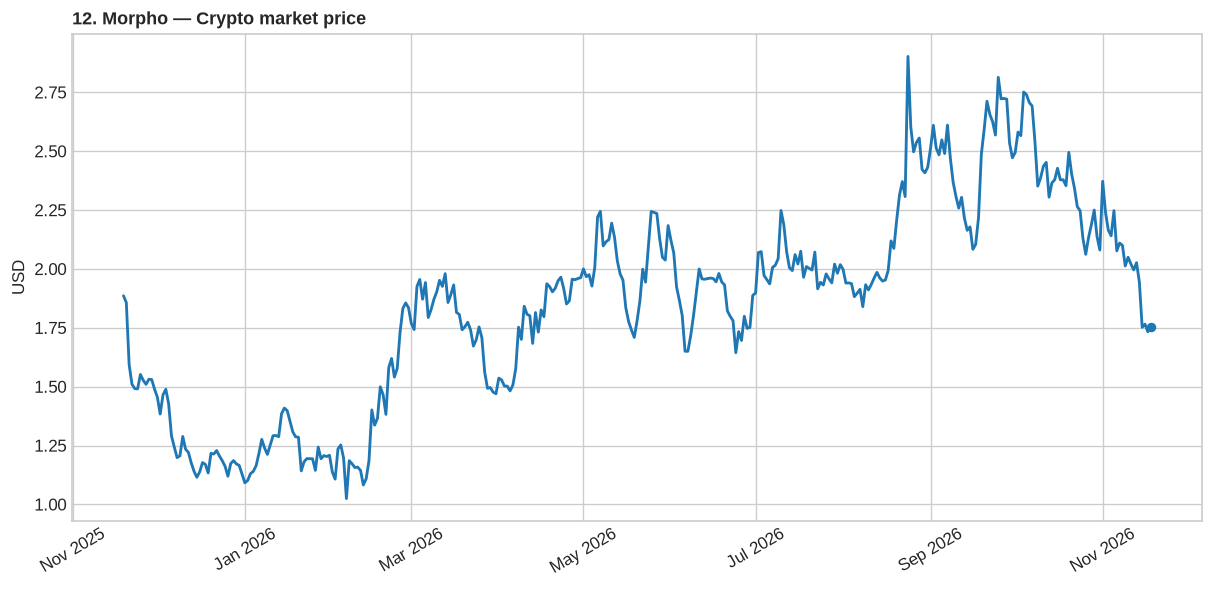 12. Morpho — Crypto market price
USD
2.75
2.50
2.25
2.00
1.75
1.50
1.25
1.00
Nov 2025
Jan 2026
Mar 2026
May 2026
Jul 2026
Sep 2026
Nov 2026